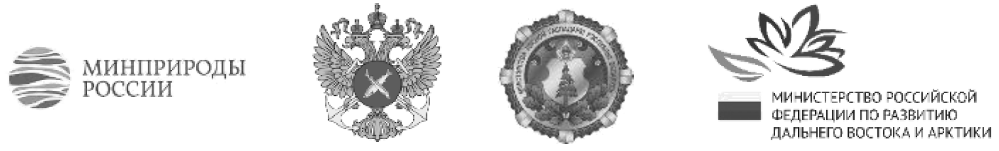 МИНПРИРОДЫ
РОССИИ
МИНИСТЕРСТВО РОССИЙСКОЙ
ФЕДЕРАЦИИ ПО РАЗВИТИЮ
ДАЛЬНЕГО ВОСТОКА И АРКТИКИ